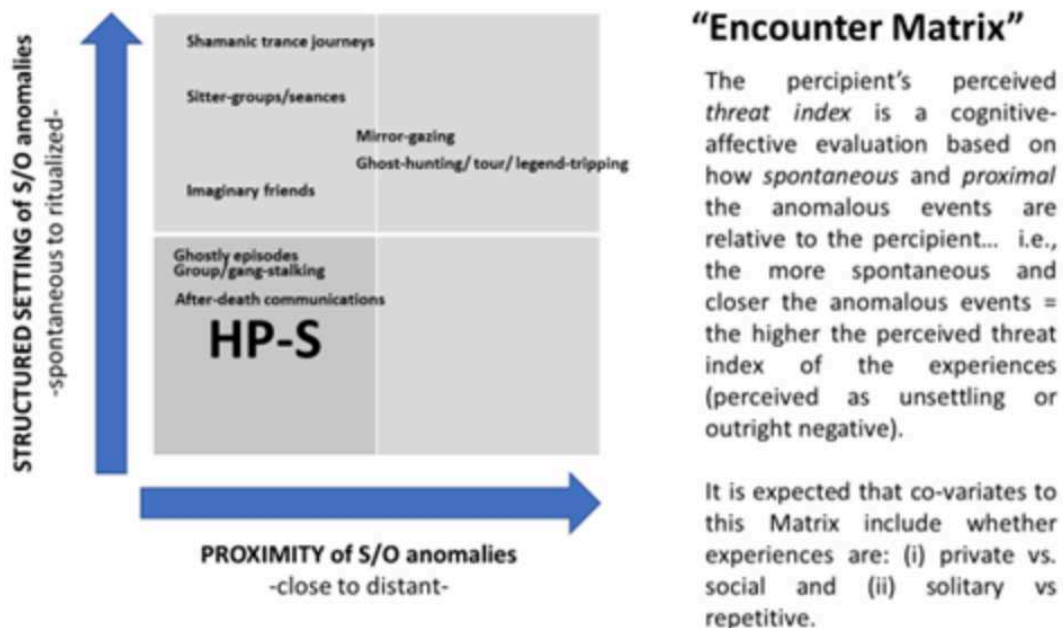 STRUCTURED SETTING of S/O anomalies
-spontaneous to ritualized-
Shamanic trance journeys
Sitter-groups/seances
Mirror-gazing
Ghost-hunting/ tour/ legend-tripping
Imaginary friends
Ghostly episodes
Group/gang-stalking
After-death communications
HP-S
PROXIMITY of S/O anomalies
-close to distant-
“Encounter Matrix”
The percipient’s perceived
threat index is a cognitive-
affective evaluation based on
how spontaneous and proximal
the anomalous events are
relative to the percipient... i.e.,
the more spontaneous and
closer the anomalous events =
the higher the perceived threat
index of the experiences
(perceived as unsettling or
outright negative).
It is expected that co-variates to
this Matrix include whether
experiences are: (i) private vs.
social and (ii) solitary vs
repetitive.